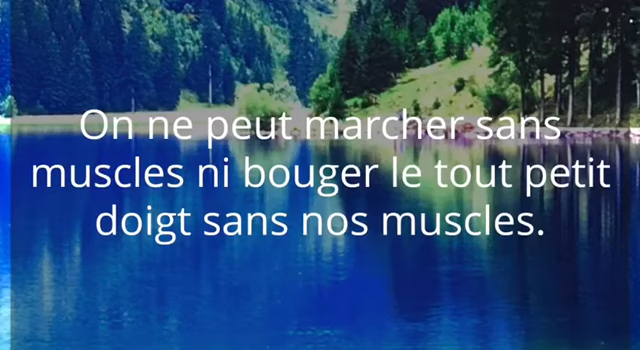 On ne peut marcher sans
muscles ni bouger le tout petit
doigt sans nos muscles.